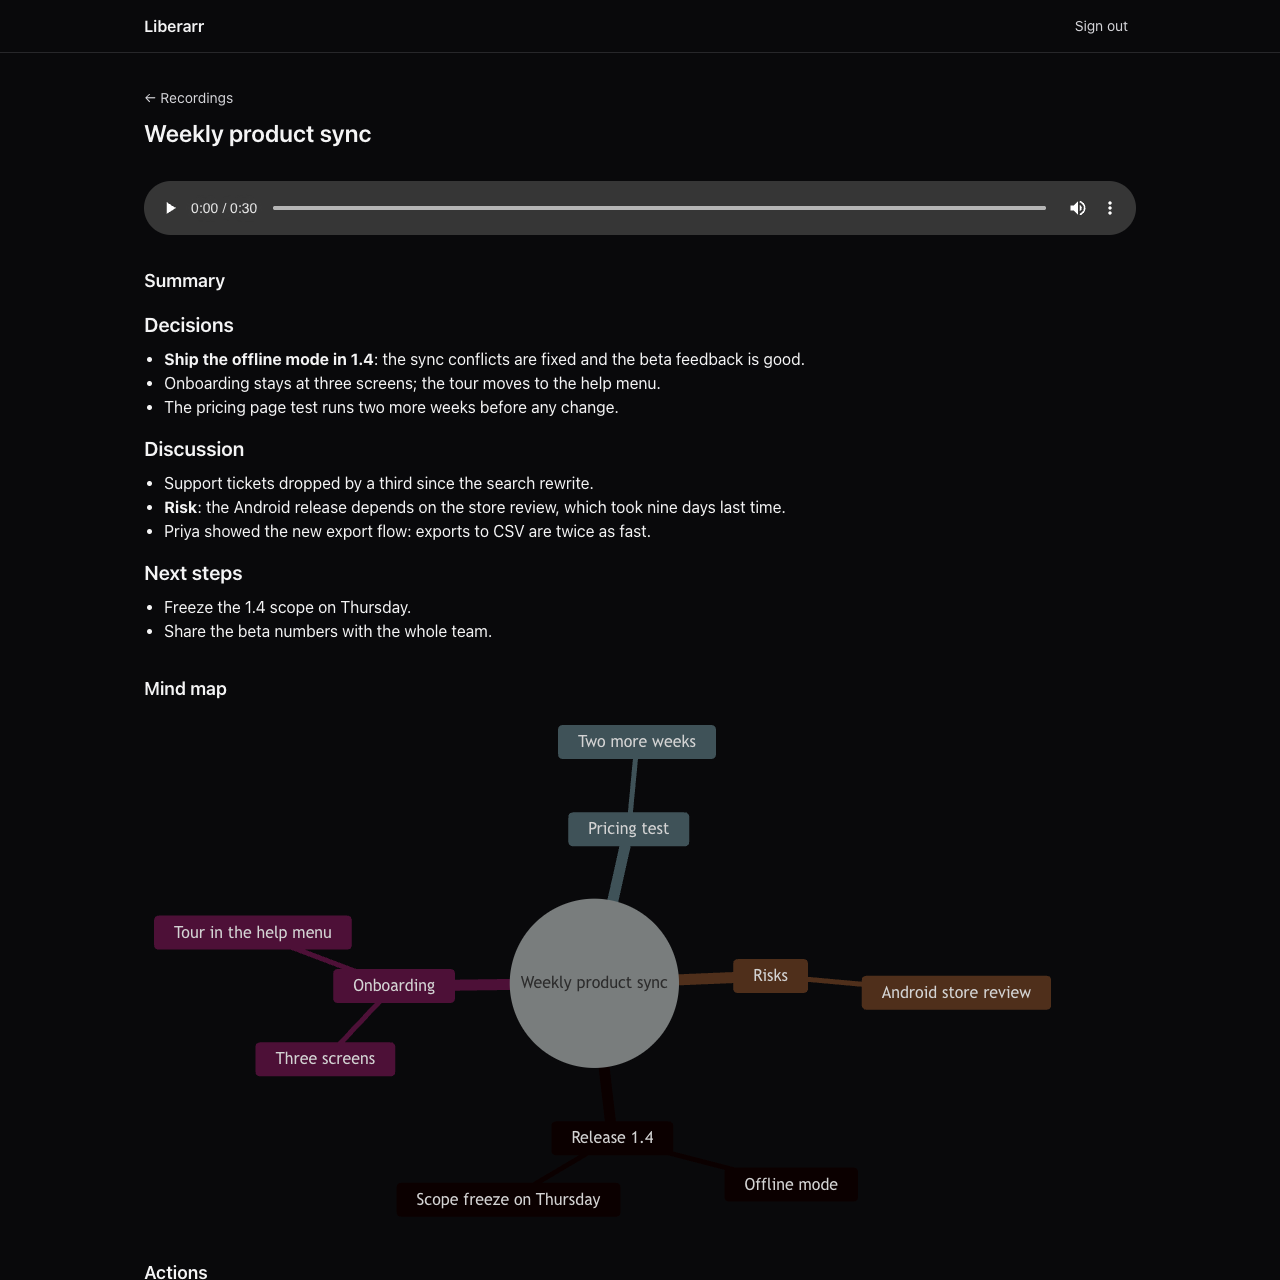 Liberarr
Sign out
← Recordings
Weekly product sync
0:00 / 0:30
Summary
Decisions
• Ship the offline mode in 1.4: the sync conflicts are fixed and the beta feedback is good.
• Onboarding stays at three screens; the tour moves to the help menu.
• The pricing page test runs two more weeks before any change.
Discussion
• Support tickets dropped by a third since the search rewrite.
• Risk: the Android release depends on the store review, which took nine days last time.
• Priya showed the new export flow: exports to CSV are twice as fast.
Next steps
• Freeze the 1.4 scope on Thursday.
• Share the beta numbers with the whole team.
Mind map
Two more weeks
Pricing test
Tour in the help menu
Onboarding
Weekly product sync
Risks
Android store review
Three screens
Release 1.4
Offline mode
Scope freeze on Thursday
Actions